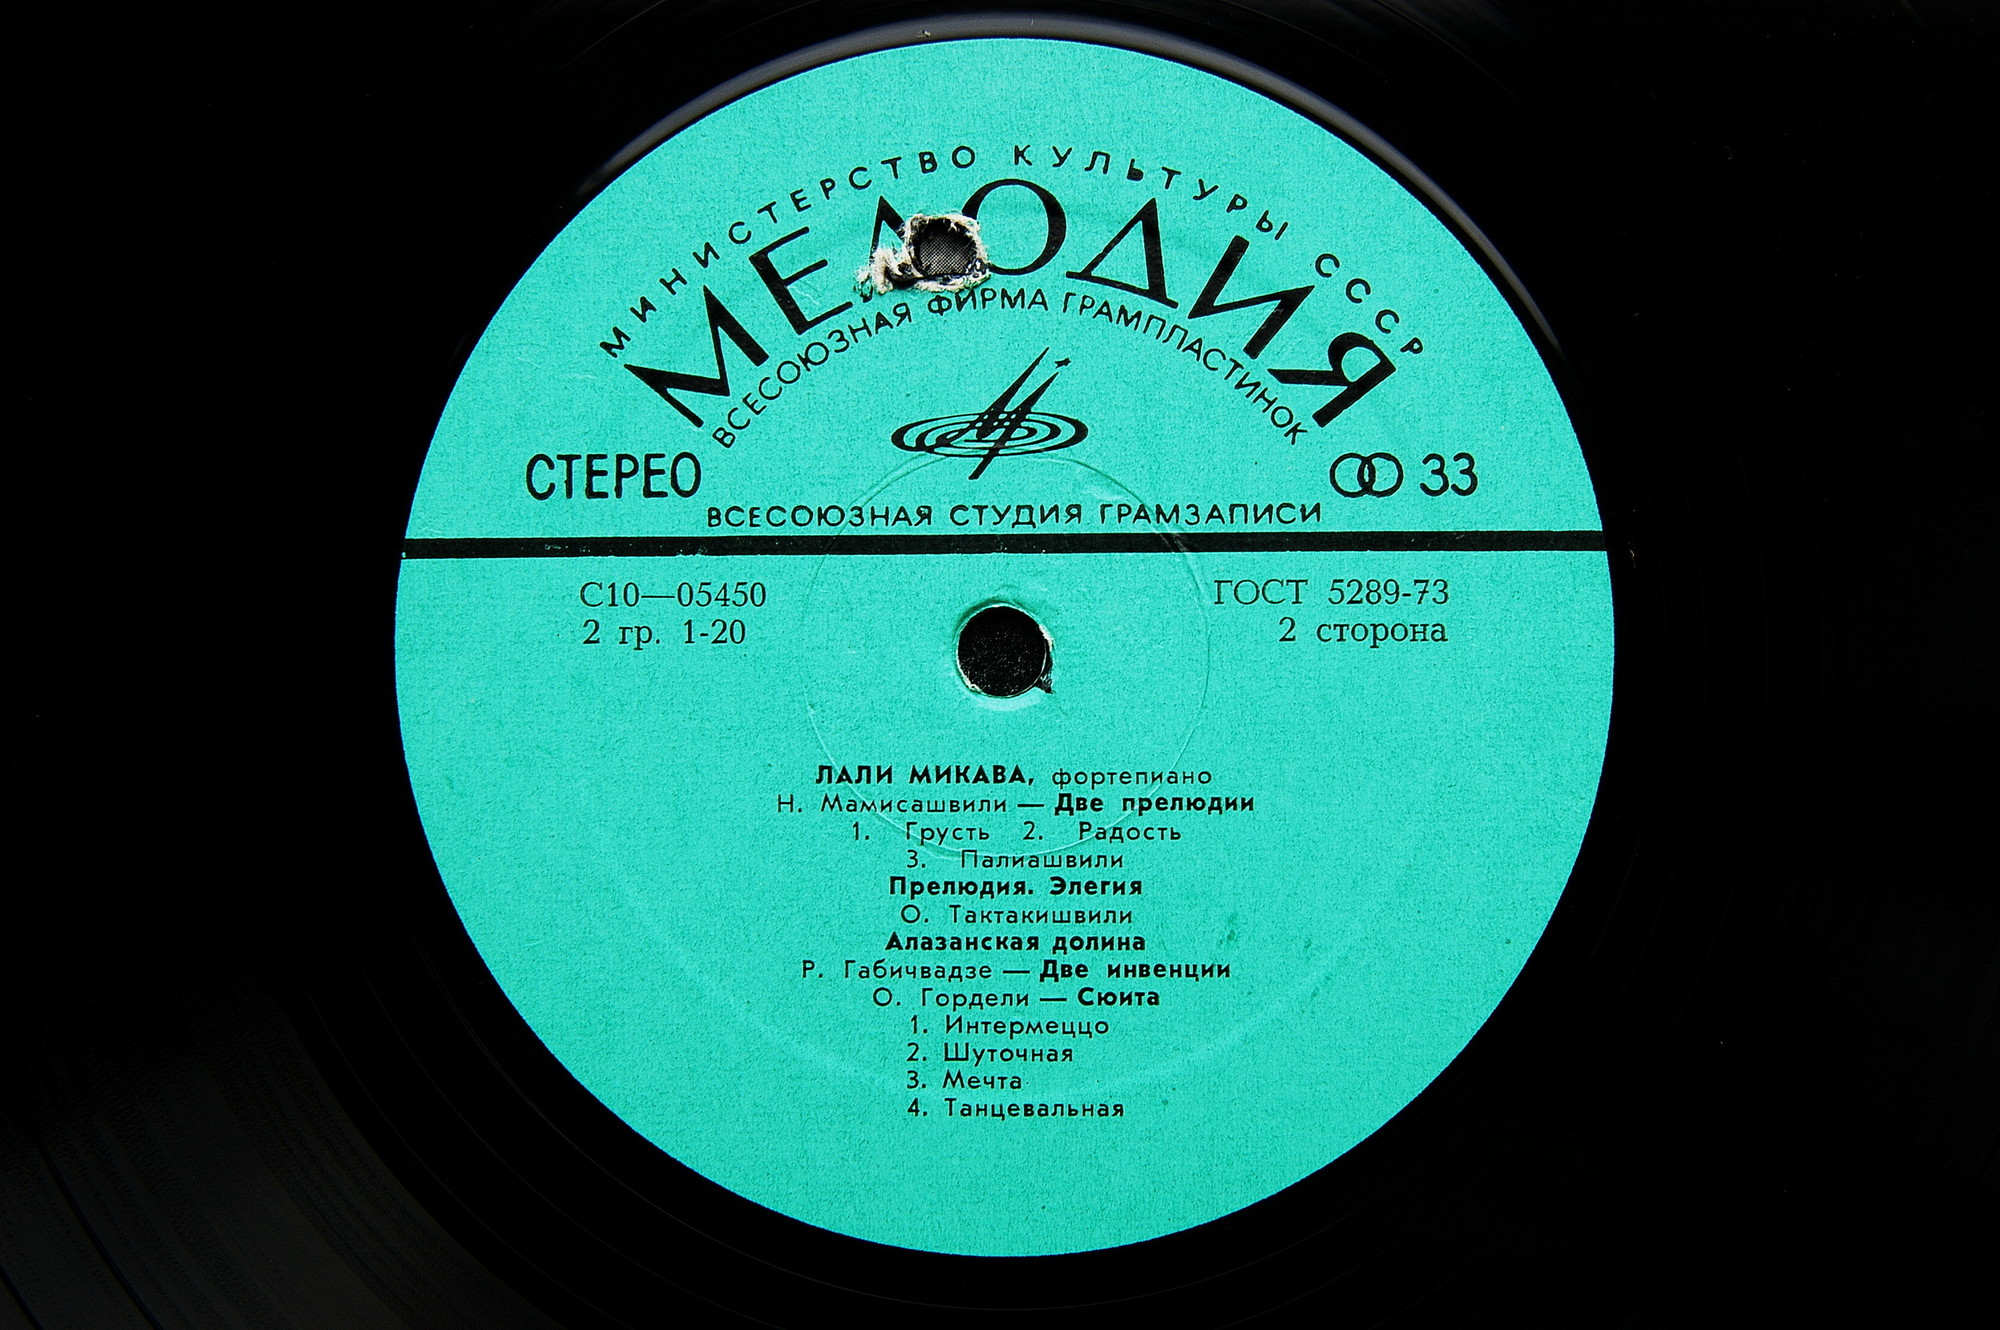 МИНИСТЕРСТВО КУЛЬТУРЫ СССР
МЕЛОДИЯ
ВСЕСОЮЗНАЯ ФИРМА ГРАМПЛАСТИНОК
СТЕРЕО
33
ВСЕСОЮЗНАЯ СТУДИЯ ГРАМЗАПИСИ
С10—05450
ГОСТ 5289-73
2 гр. 1-20
2 сторона
ЛАЛИ МИКАВА, фортепиано
Н. Мамисашвили — Две прелюдии
1. Грусть 2. Радость
З. Палиашвили
Прелюдия. Элегия
О. Тактакишвили
Алазанская долина
Р. Габичвадзе — Две инвенции
О. Гордели — Сюита
1. Интермеццо
2. Шуточная
3. Мечта
4. Танцевальная